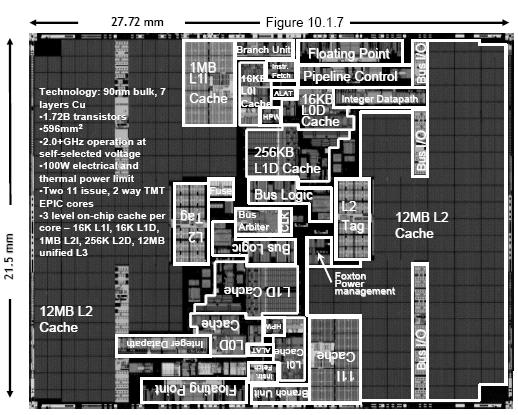 27.72 mm
Figure 10.1.7
21.5 mm
Technology: 90nm bulk, 7
layers Cu
-1.72B transistors
-596mm²
-2.0+GHz operation at
self-selected voltage
-100W electrical and
thermal power limit
-Two 11 issue, 2 way TMT
EPIC cores
-3 level on-chip cache per
core – 16K L1I, 16K L1D,
1MB L2I, 256K L2D, 12MB
unified L3
1MB
L1I
Cache
Branch Unit
16KB
L0I
Cache
Instr.
Fetch
ALAT
HPW
Floating Point
Pipeline Control
16KB
L0D
Cache
Integer Datapath
Bus I/O
256KB
L1D Cache
Bus I/O
Fuse
Bus Logic
L2
Tag
Bus
Arbiter
CLK
L2
Tag
12MB L2
Cache
Bus Logic
Foxton
Power
management
12MB L2
Cache
L1D
Cache
L0D
Cache
Integer Datapath
HPW
ALAT
L0I
Cache
Instr.
Fetch
L1I
Cache
Bus I/O
Floating Point
Branch Unit